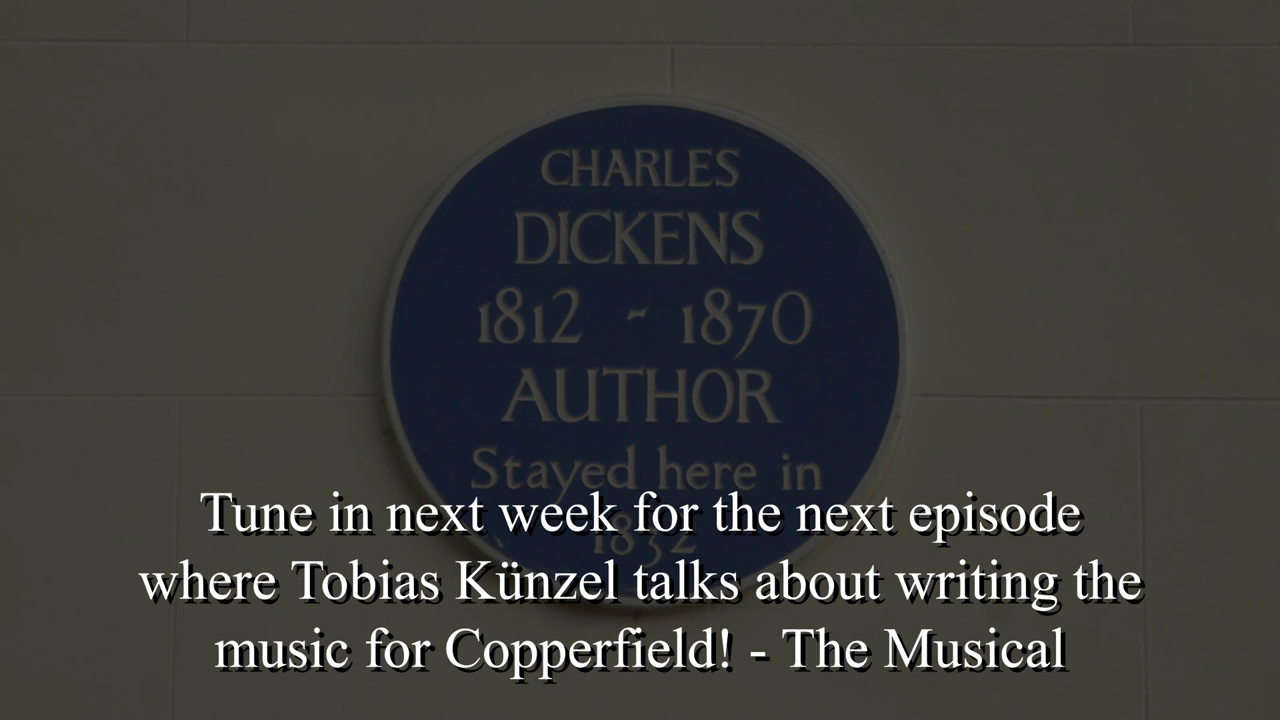 CHARLES
DICKENS
1812 - 1870
AUTHOR
Stayed here in
1832
Tune in next week for the next episode
where Tobias Künzel talks about writing the
music for Copperfield! - The Musical